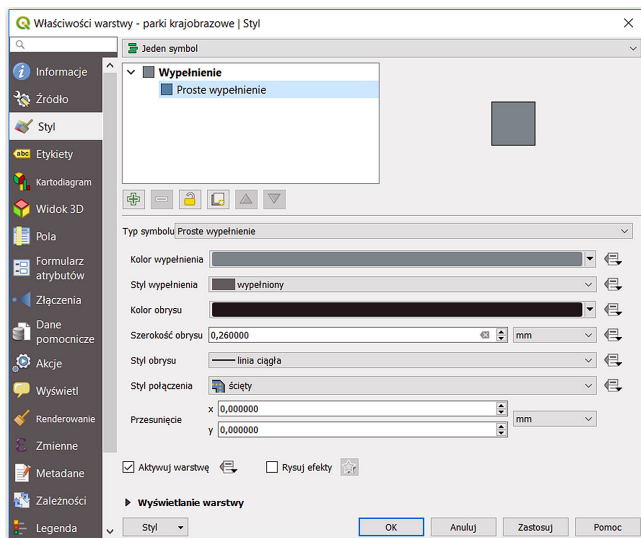 Właściwości warstwy - parki krajobrazowe | Styl
Informacje
Źródło
Styl
abc Etykiety
Kartodiagram
Widok 3D
Pola
Formularz
atrybutów
Złączenia
Dane
pomocnicze
Akcje
Wyświetl
Renderowanie
Zmienne
Metadane
Zależności
Legenda
Jeden symbol
Wypełnienie
Proste wypełnienie
Typ symbolu Proste wypełnienie
Kolor wypełnienia
Styl wypełnienia wypełniony
Kolor obrysu
Szerokość obrysu 0,260000 mm
Styl obrysu linia ciągła
Styl połączenia ścięty
Przesunięcie x 0,000000 mm
y 0,000000
Aktywuj warstwę Rysuj efekty
Wyświetlanie warstwy
Styl OK Anuluj Zastosuj Pomoc